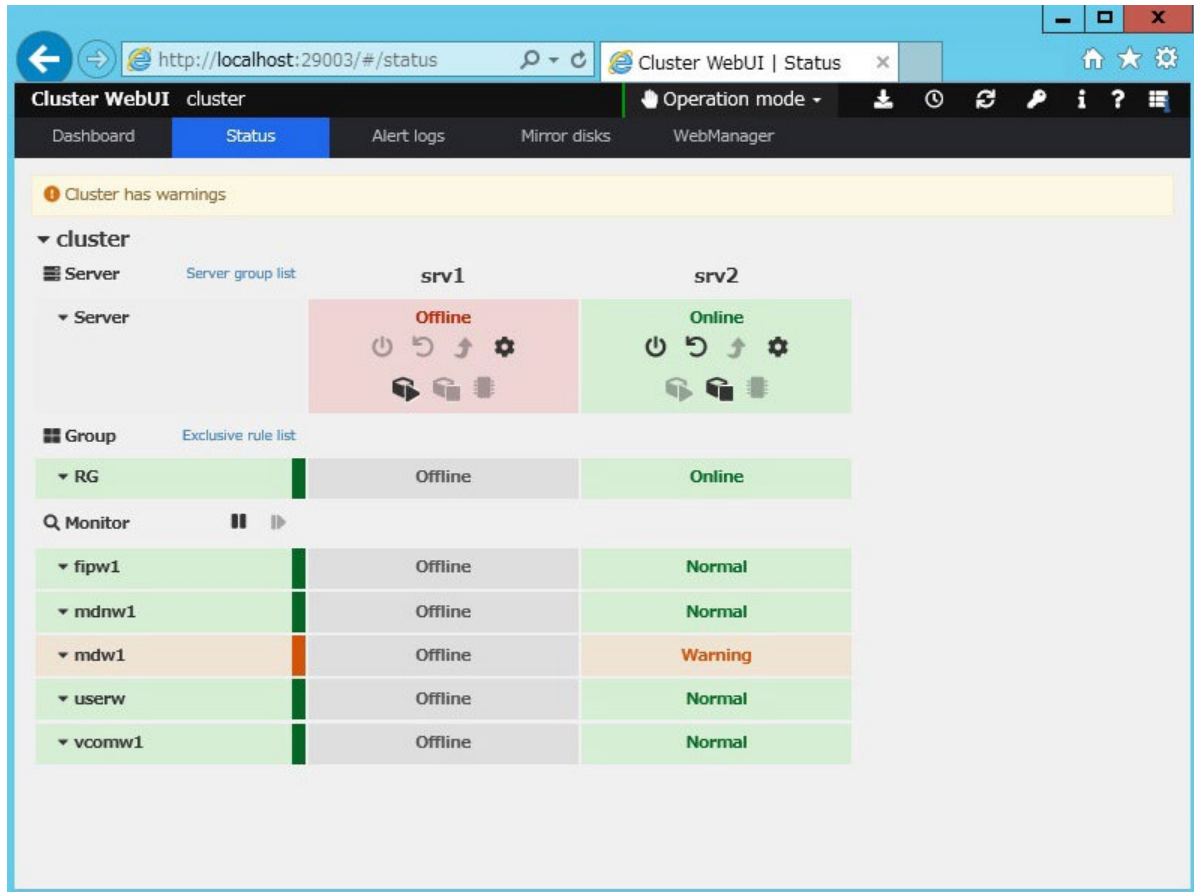 http://localhost:29003/#/status
Cluster WebUI | Status
Cluster WebUI cluster
Operation mode
Dashboard Status Alert logs Mirror disks WebManager
Cluster has warnings
cluster
Server Server group list srv1 srv2
Server Offline Online
Group Exclusive rule list
RG Offline Online
Monitor
fipw1 Offline Normal
mdnw1 Offline Normal
mdw1 Offline Warning
userw Offline Normal
vcomw1 Offline Normal